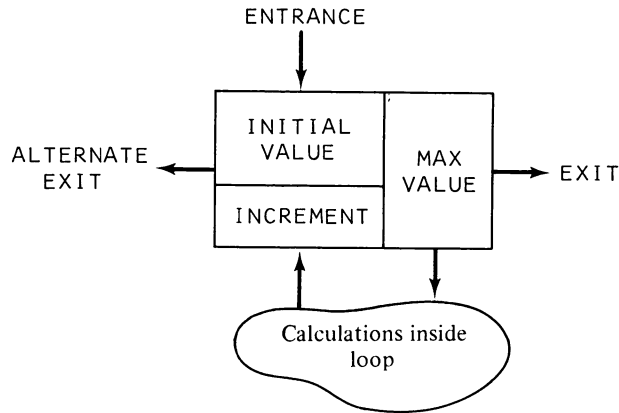 ENTRANCE
INITIAL
VALUE
ALTERNATE
EXIT
MAX
VALUE
EXIT
INCREMENT
Calculations inside
loop